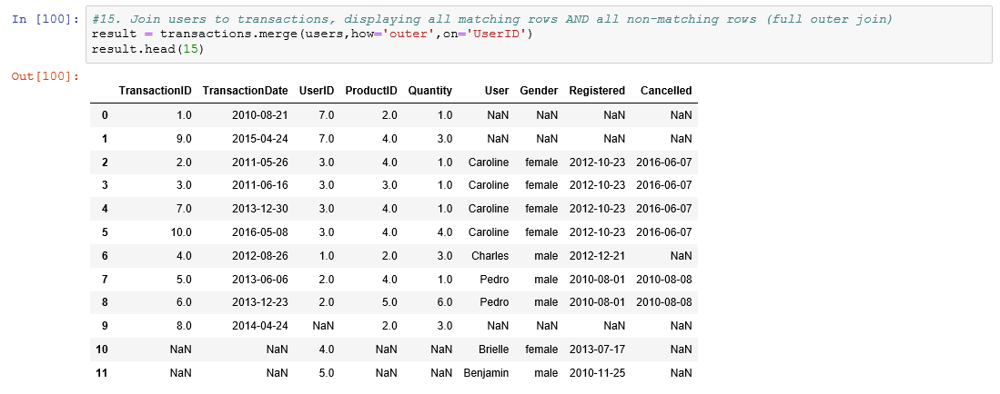 In [100]: #15. Join users to transactions, displaying all matching rows AND all non-matching rows (full outer join)
result = transactions.merge(users,how='outer',on='UserID')
result.head(15)
Out[100]:
TransactionID TransactionDate UserID ProductID Quantity User Gender Registered Cancelled
0 1.0 2010-08-21 7.0 2.0 1.0 NaN NaN NaN NaN
1 9.0 2015-04-24 7.0 4.0 3.0 NaN NaN NaN NaN
2 2.0 2011-05-26 3.0 4.0 1.0 Caroline female 2012-10-23 2016-06-07
3 3.0 2011-06-16 3.0 3.0 1.0 Caroline female 2012-10-23 2016-06-07
4 7.0 2013-12-30 3.0 4.0 1.0 Caroline female 2012-10-23 2016-06-07
5 10.0 2016-05-08 3.0 4.0 4.0 Caroline female 2012-10-23 2016-06-07
6 4.0 2012-08-26 1.0 2.0 3.0 Charles male 2012-12-21 NaN
7 5.0 2013-06-06 2.0 4.0 1.0 Pedro male 2010-08-01 2010-08-08
8 6.0 2013-12-23 2.0 5.0 6.0 Pedro male 2010-08-01 2010-08-08
9 8.0 2014-04-24 NaN 2.0 3.0 NaN NaN NaN NaN
10 NaN NaN 4.0 NaN NaN Brielle female 2013-07-17 NaN
11 NaN NaN 5.0 NaN NaN Benjamin male 2010-11-25 NaN